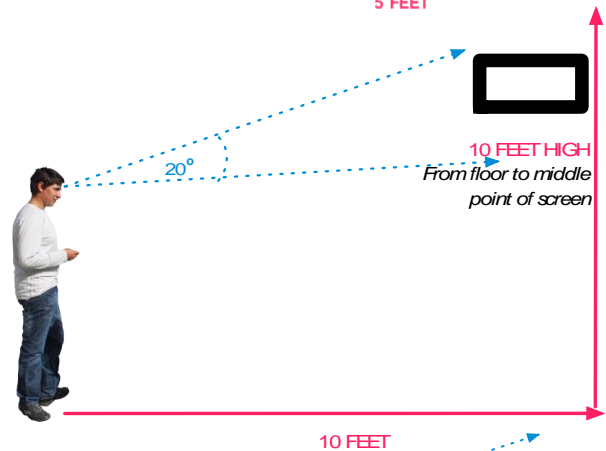 5 FEET
20°
10 FEET HIGH
From floor to middle
point of screen
10 FEET